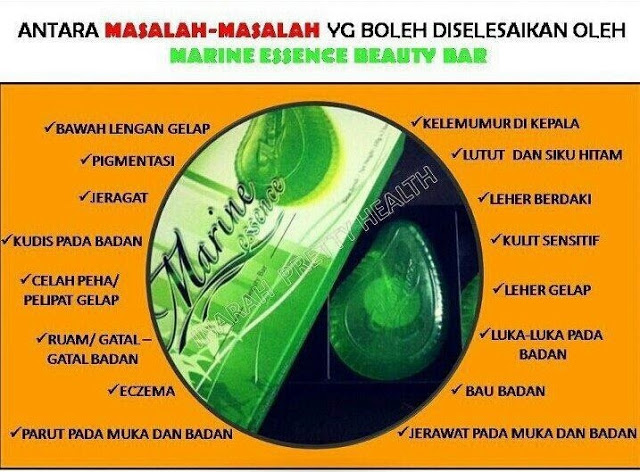 ANTARA MASALAH-MASALAH YG BOLEH DISELESAIKAN OLEH
MARINE ESSENCE BEAUTY BAR
✓BAWAH LENGAN GELAP
✓PIGMENTASI
✓JERAGAT
✓KUDIS PADA BADAN
✓CELAH PEHA/
PELIPAT GELAP
✓RUAM/ GATAL –
GATAL BADAN
✓ECZEMA
✓PARUT PADA MUKA DAN BADAN
Marine
essence
PRETTY HEALTH
✓KELEMUMUR DI KEPALA
✓LUTUT DAN SIKU HITAM
✓LEHER BERDAKI
✓KULIT SENSITIF
✓LEHER GELAP
✓LUKA-LUKA PADA
BADAN
✓BAU BADAN
✓JERAWAT PADA MUKA DAN BADAN